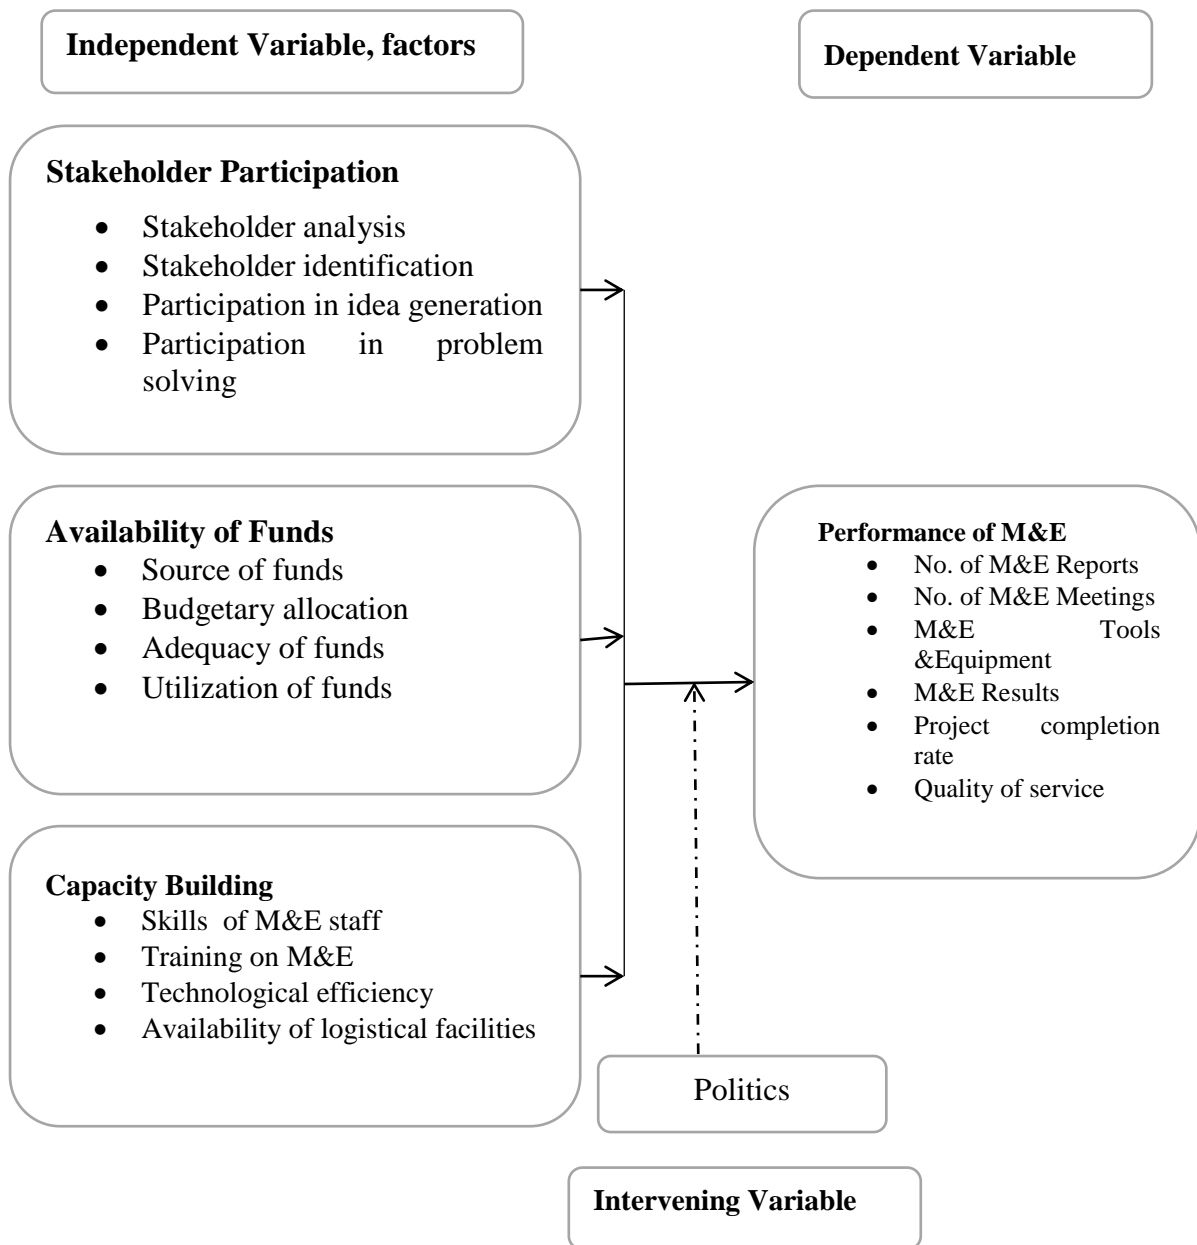 Independent Variable, factors
Dependent Variable
Stakeholder Participation
• Stakeholder analysis
• Stakeholder identification
• Participation in idea generation
• Participation in problem
solving
Availability of Funds
• Source of funds
• Budgetary allocation
• Adequacy of funds
• Utilization of funds
Performance of M&E
• No. of M&E Reports
• No. of M&E Meetings
• M&E Tools
&Equipment
• M&E Results
• Project completion
rate
• Quality of service
Capacity Building
• Skills of M&E staff
• Training on M&E
• Technological efficiency
• Availability of logistical facilities
Politics
Intervening Variable